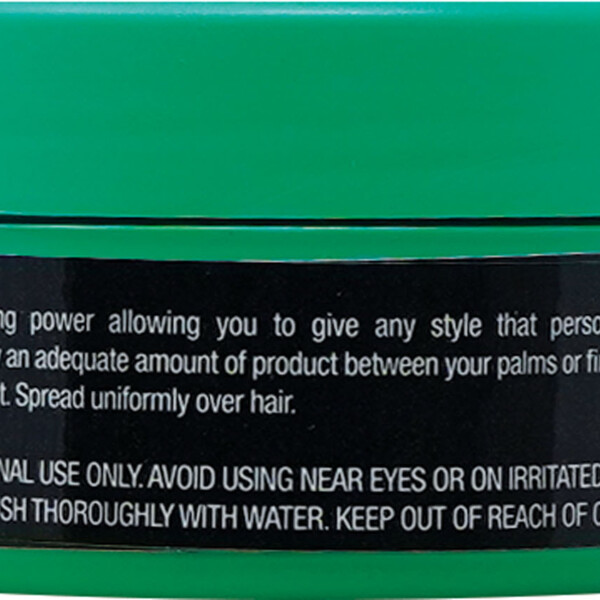 ng power allowing you to give any style that perso
an adequate amount of product between your palms or fi
t. Spread uniformly over hair.
NAL USE ONLY. AVOID USING NEAR EYES OR ON IRRITATED
SH THOROUGHLY WITH WATER. KEEP OUT OF REACH OF C